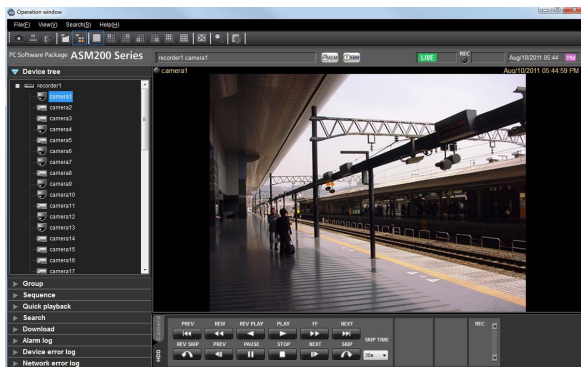 Operation window
File(F) View(V) Search(S) Help(H)
PC Software Package ASM200 Series
recorder1 camera1
ALM
ERR
LIVE
REC
Aug/10/2011 05:44 PM
Device tree
camera1
Aug/10/2011 05:44:59 PM
recorder1
camera1
camera2
camera3
camera4
camera5
camera6
camera7
camera8
camera9
camera10
camera11
camera12
camera13
camera14
camera15
camera16
camera17
Group
Sequence
Quick playback
Search
Download
Alarm log
Device error log
Network error log
camera
HDD
PREV REW REV PLAY PLAY FF NEXT
REV SKIP PREV PAUSE STOP NEXT SKIP
SKIP TIME
30s
REC